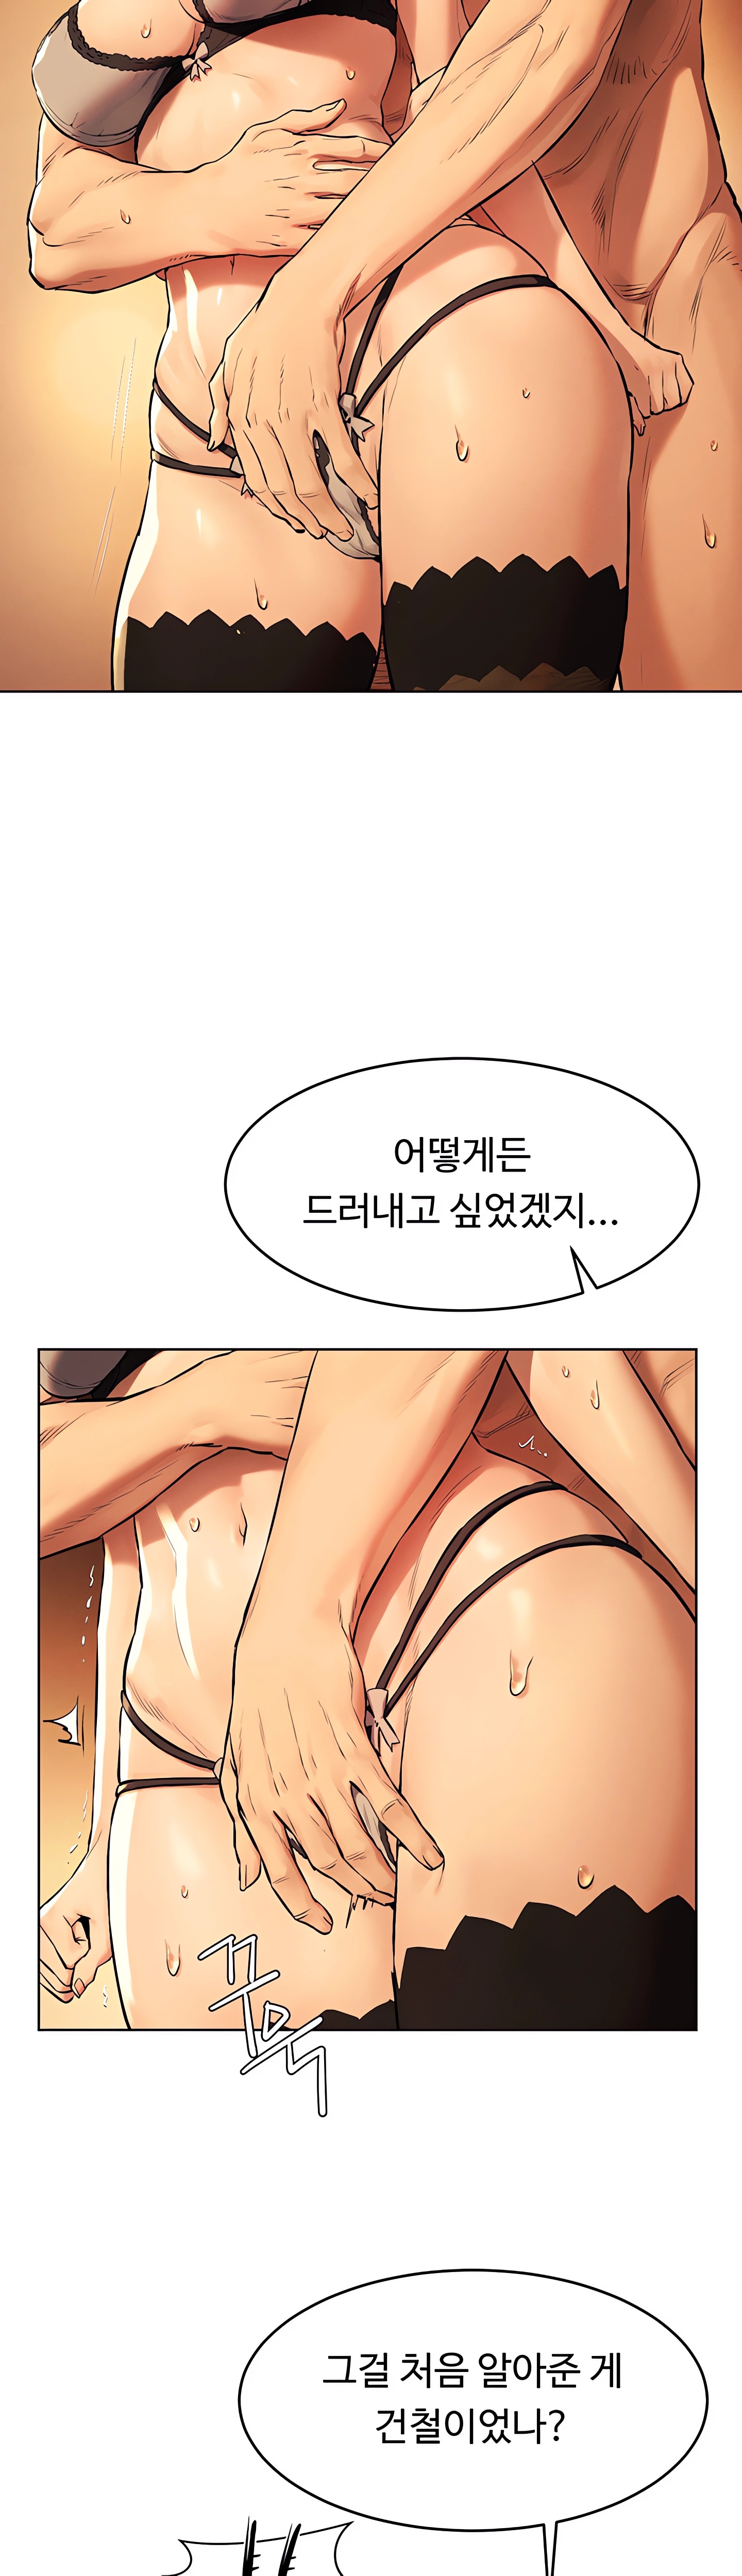 어떻게든
드러내고 싶었겠지...
꾸욱
그걸 처음 알아준 게
건철이었나?